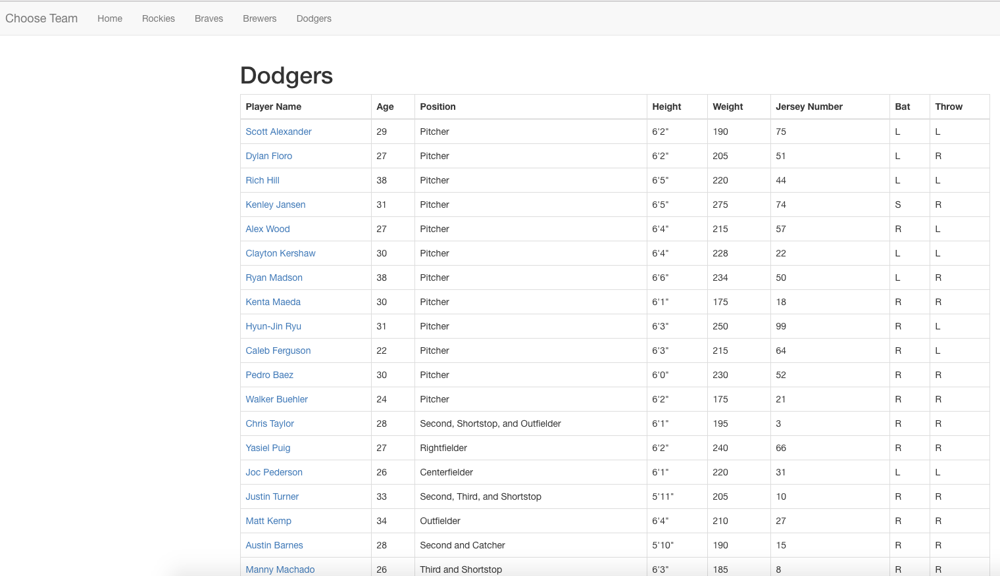 Choose Team Home Rockies Braves Brewers Dodgers
Dodgers
Player Name Age Position Height Weight Jersey Number Bat Throw
Scott Alexander 29 Pitcher 6'2" 190 75 L L
Dylan Floro 27 Pitcher 6'2" 205 51 L R
Rich Hill 38 Pitcher 6'5" 220 44 L L
Kenley Jansen 31 Pitcher 6'5" 275 74 S R
Alex Wood 27 Pitcher 6'4" 215 57 R L
Clayton Kershaw 30 Pitcher 6'4" 228 22 L L
Ryan Madson 38 Pitcher 6'6" 234 50 L R
Kenta Maeda 30 Pitcher 6'1" 175 18 R R
Hyun-Jin Ryu 31 Pitcher 6'3" 250 99 R L
Caleb Ferguson 22 Pitcher 6'3" 215 64 R L
Pedro Baez 30 Pitcher 6'0" 230 52 R R
Walker Buehler 24 Pitcher 6'2" 175 21 R R
Chris Taylor 28 Second, Shortstop, and Outfielder 6'1" 195 3 R R
Yasiel Puig 27 Rightfielder 6'2" 240 66 R R
Joc Pederson 26 Centerfielder 6'1" 220 31 L L
Justin Turner 33 Second, Third, and Shortstop 5'11" 205 10 R R
Matt Kemp 34 Outfielder 6'4" 210 27 R R
Austin Barnes 28 Second and Catcher 5'10" 190 15 R R
Manny Machado 26 Third and Shortstop 6'3" 185 8 R R